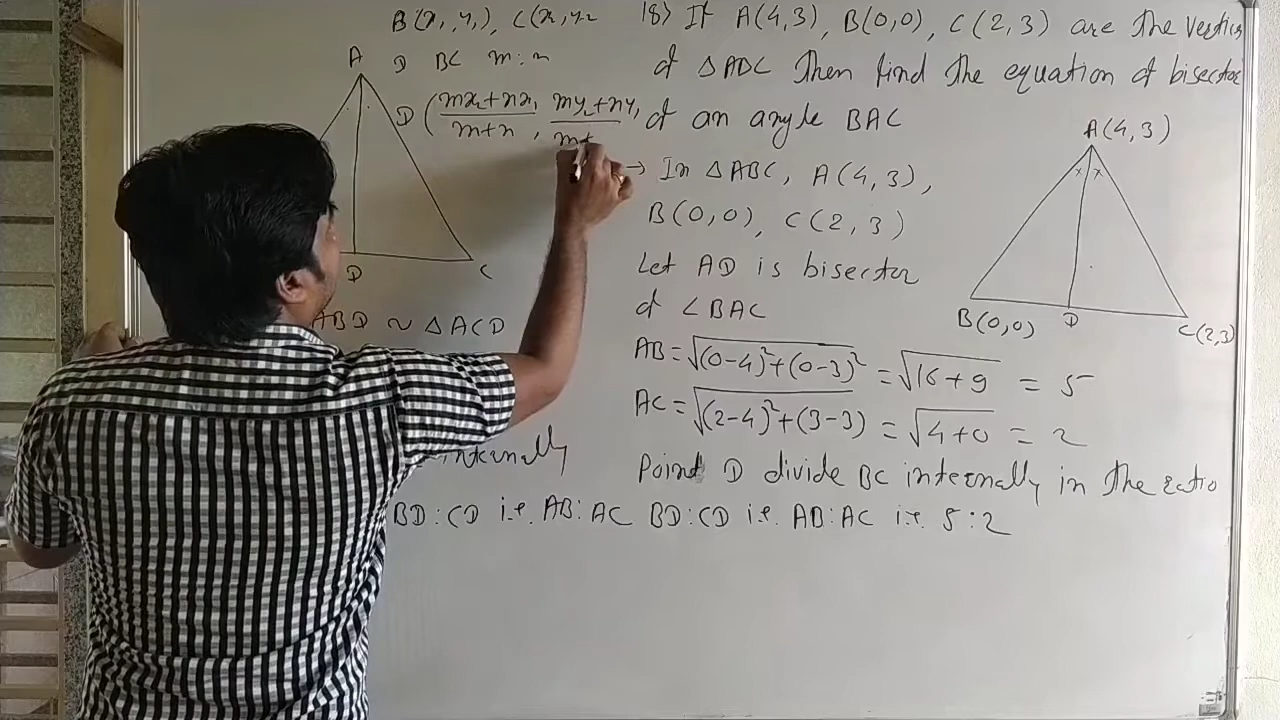 B(x₁, y₁), C(x₂, y₂
D BC m:n
D (mx₂+nx₁/m+n, my₂+ny₁/m+
A
D
C
ABD ~ △ACD
internally
BD:CD i.e. AB:AC
18) If A(4,3), B(0,0), C(2,3) are the vertices
of △ABC then find the equation of bisector
of an angle BAC
→ In △ABC, A(4,3),
B(0,0), C(2,3)
Let AD is bisector
of ∠BAC
AB=√(0-4)²+(0-3)² = √16+9 = 5
AC=√(2-4)²+(3-3) = √4+0 = 2
Point D divide BC internally in the ratio
BD:CD i.e. AB:AC i.e. 5:2
A(4,3)
x x
B(0,0)
D
C(2,3)